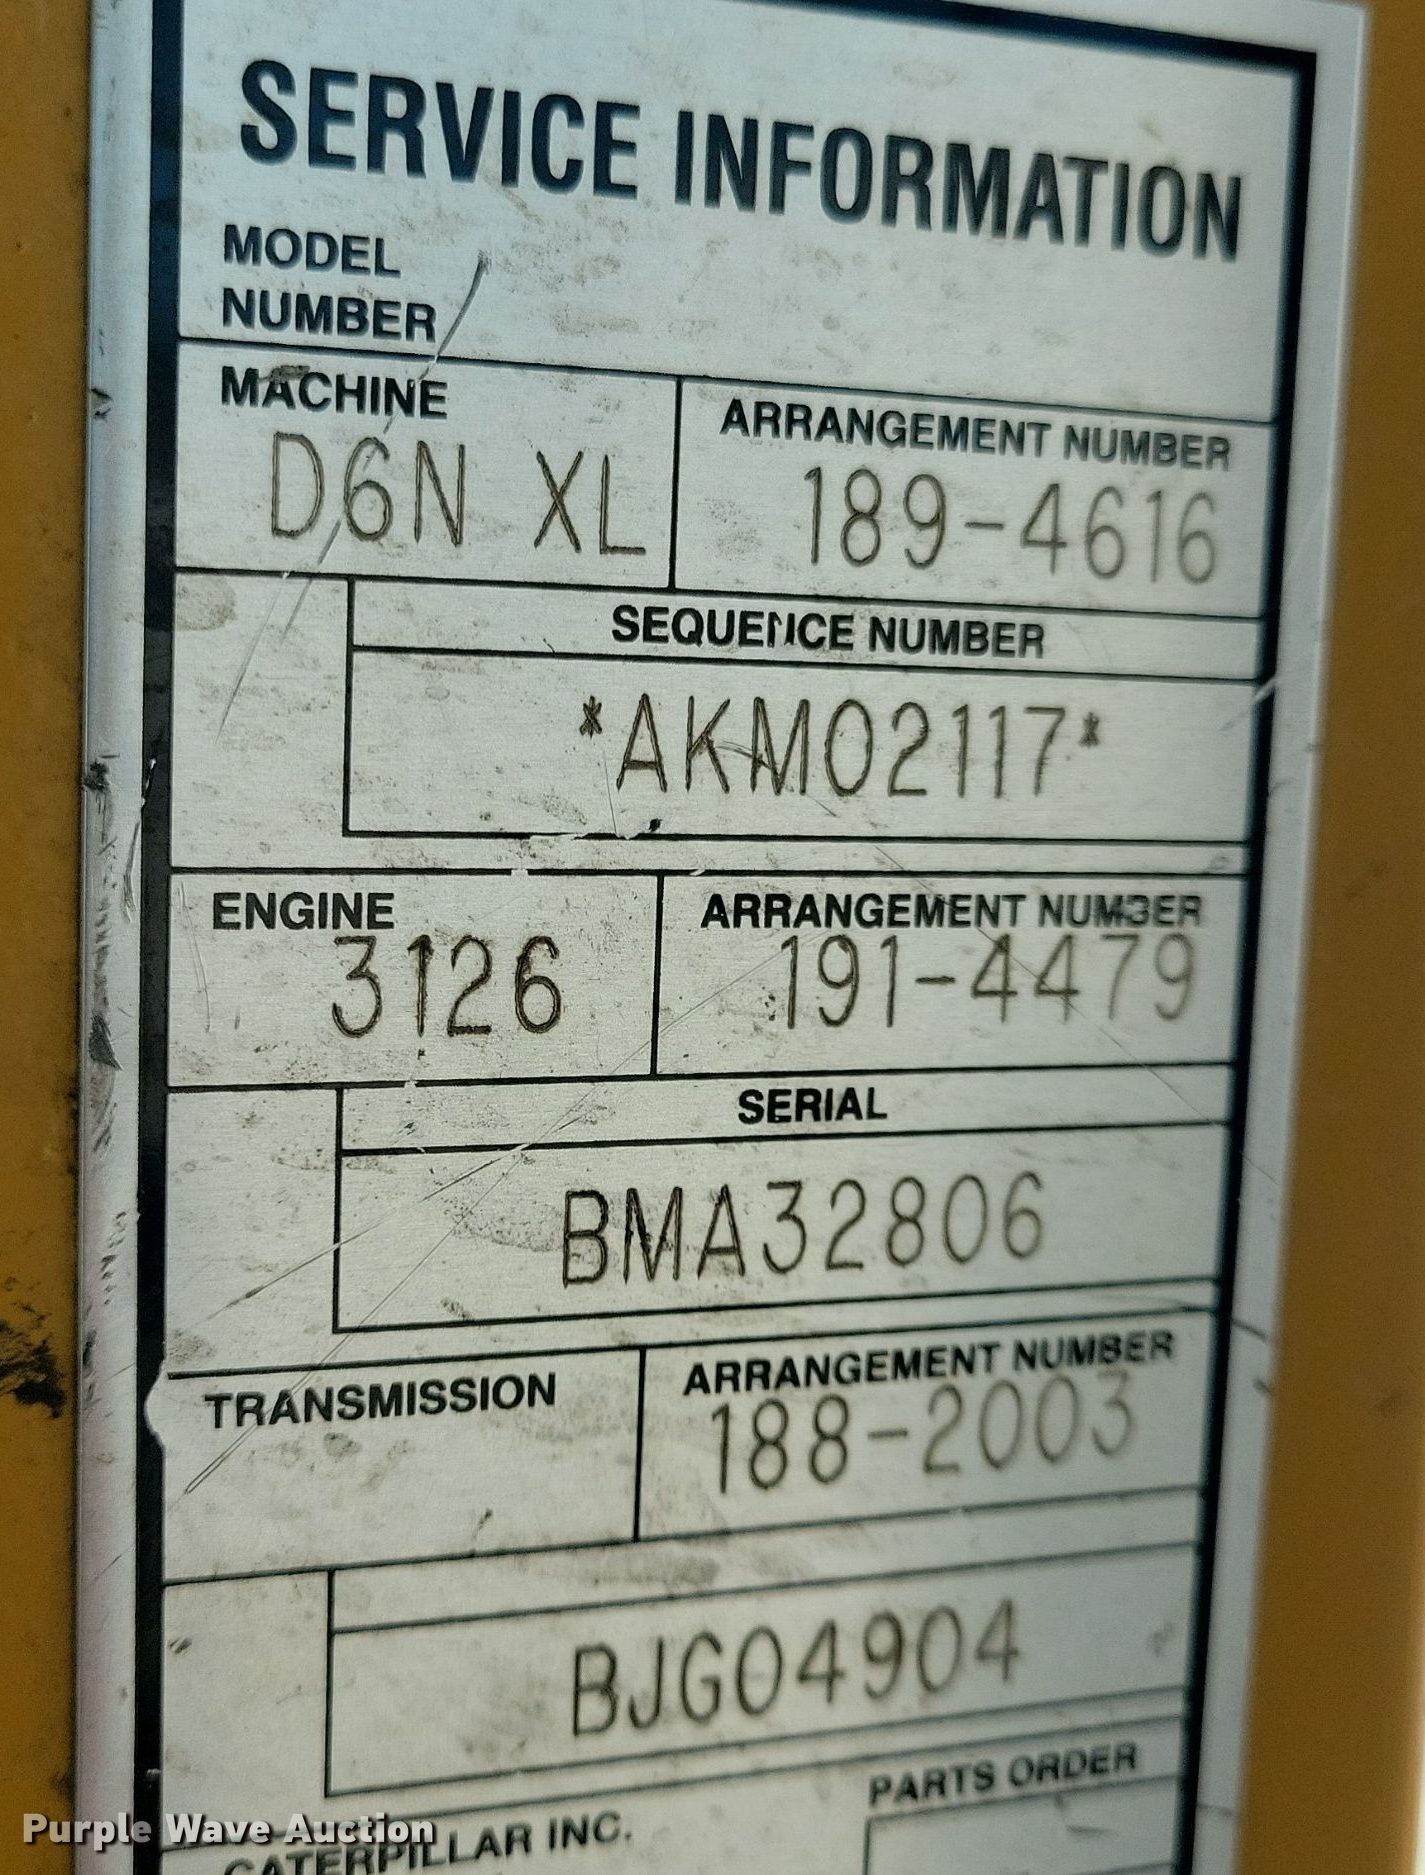 SERVICE INFORMATION
MODEL
NUMBER
MACHINE
ARRANGEMENT NUMBER
D6N XL
189-4616
SEQUENCE NUMBER
*AKM02117*
ENGINE
ARRANGEMENT NUMBER
3126
191-4479
SERIAL
BMA32806
TRANSMISSION
ARRANGEMENT NUMBER
188-2003
BJG04904
PARTS ORDER
CATERPILLAR INC.
Purple Wave Auction